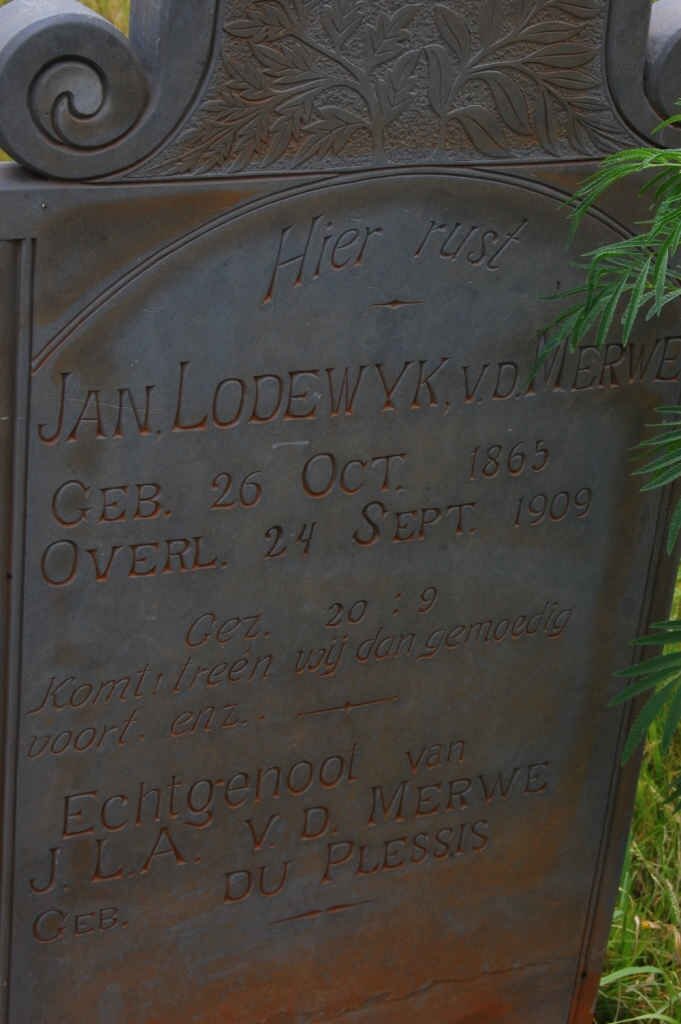 Hier rust
JAN. LODEWYK, V.D. MERWE
GEB. 26 OCT. 1865
OVERL. 24 SEPT. 1909
Gez. 20 : 9
Komt! treen wij dan gemoedig
voort. enz..
Echtgenoot van
J. L. A. V. D. MERWE
GEB. DU PLESSIS